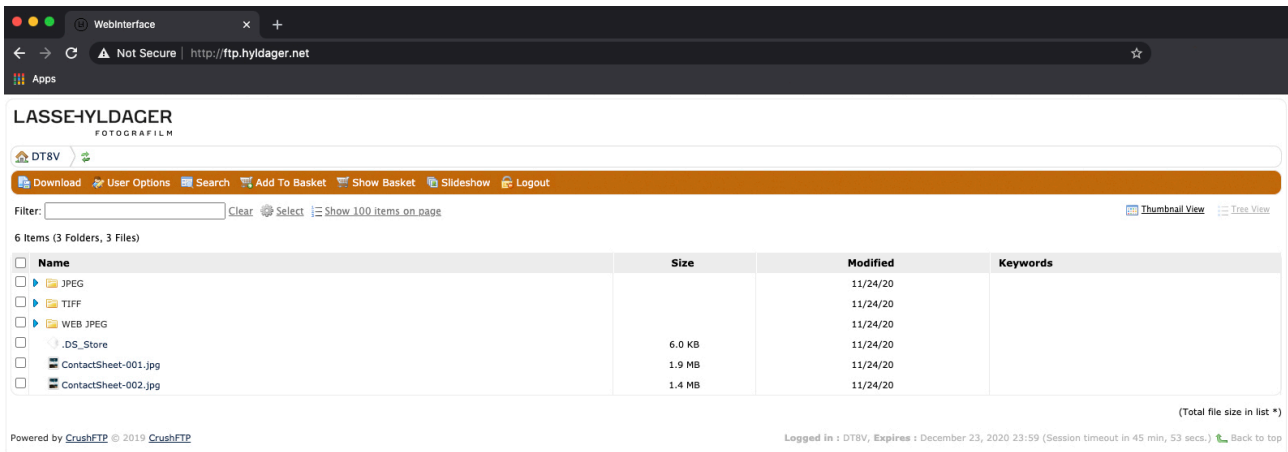 WebInterface
Not Secure | http://ftp.hyldager.net
Apps
LASSEHYLDAGER
FOTOGRAFILM
DT8V
Download User Options Search Add To Basket Show Basket Slideshow Logout
Filter: Clear Select Show 100 items on page Thumbnail View Tree View
6 Items (3 Folders, 3 Files)
Name Size Modified Keywords
JPEG 11/24/20
TIFF 11/24/20
WEB JPEG 11/24/20
.DS_Store 6.0 KB 11/24/20
ContactSheet-001.jpg 1.9 MB 11/24/20
ContactSheet-002.jpg 1.4 MB 11/24/20
(Total file size in list *)
Powered by CrushFTP © 2019 CrushFTP Logged in : DT8V, Expires : December 23, 2020 23:59 (Session timeout in 45 min, 53 secs.) Back to top